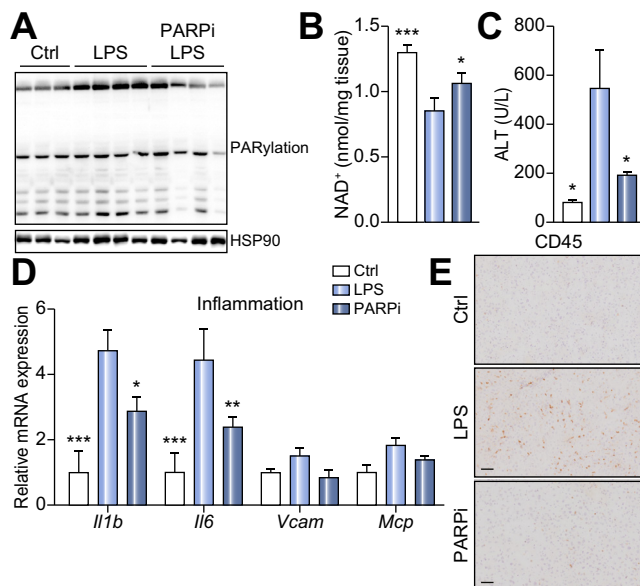 A
Ctrl LPS PARPi
LPS
PARylation
HSP90
B
NAD+ (nmol/mg tissue)
1.5
1.0
0.5
0.0
***
*
C
ALT (U/L)
800
600
400
200
0
*
*
D
Inflammation
Ctrl
LPS
PARPi
Relative mRNA expression
6
4
2
0
*** * *** **
Il1b Il6 Vcam Mcp
E
CD45
Ctrl
LPS
PARPi